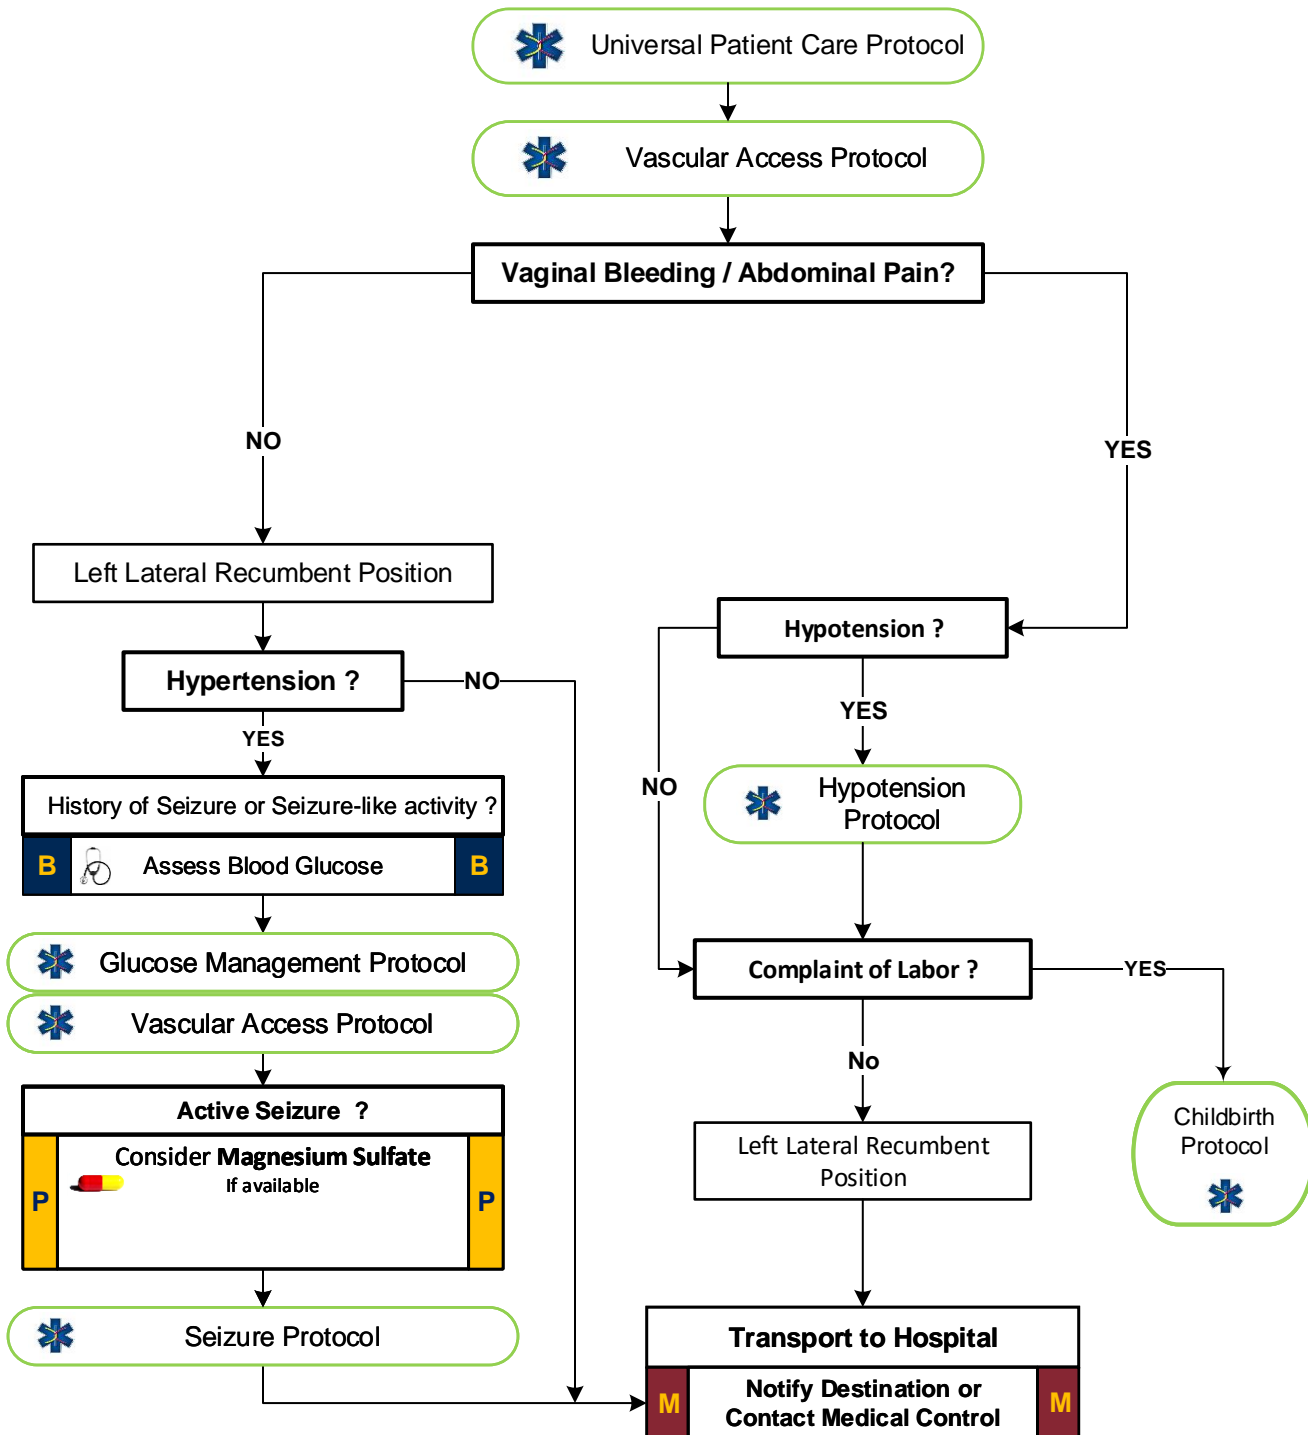 Universal Patient Care Protocol
Vascular Access Protocol
Vaginal Bleeding / Abdominal Pain?
NO
YES
Left Lateral Recumbent Position
Hypertension ?
NO
YES
History of Seizure or Seizure-like activity ?
B
Assess Blood Glucose
B
Glucose Management Protocol
Vascular Access Protocol
Active Seizure ?
P
Consider Magnesium Sulfate
If available
P
Seizure Protocol
Hypotension ?
YES
NO
Hypotension
Protocol
Complaint of Labor ?
YES
No
Childbirth
Protocol
Left Lateral Recumbent
Position
Transport to Hospital
M
Notify Destination or
Contact Medical Control
M